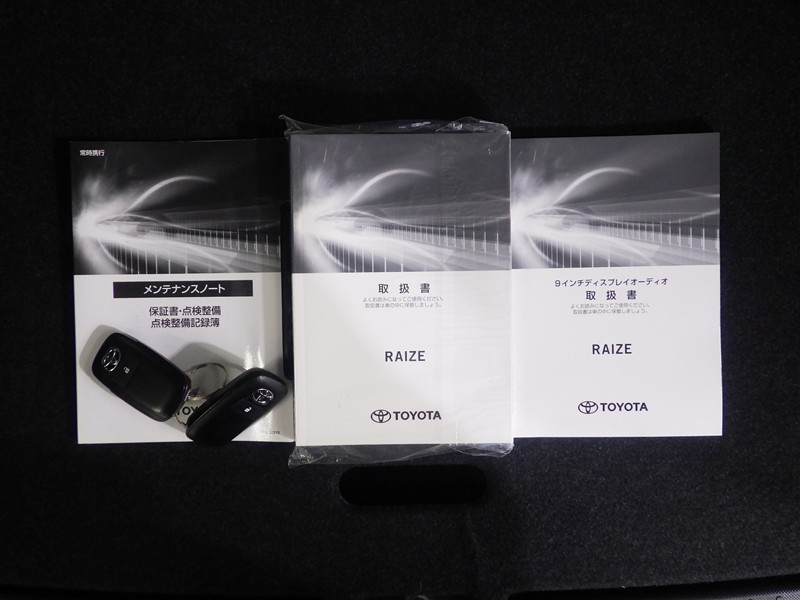 常時携行
メンテナンスノート
保証書・点検整備
点検整備記録簿
取扱書
よくお読みになってご使用ください。
取扱書は車の中に保管しましょう。
RAIZE
TOYOTA
9インチディスプレイオーディオ
取扱書
よくお読みになってご使用ください。
取扱書は車の中に保管しましょう。
RAIZE
TOYOTA